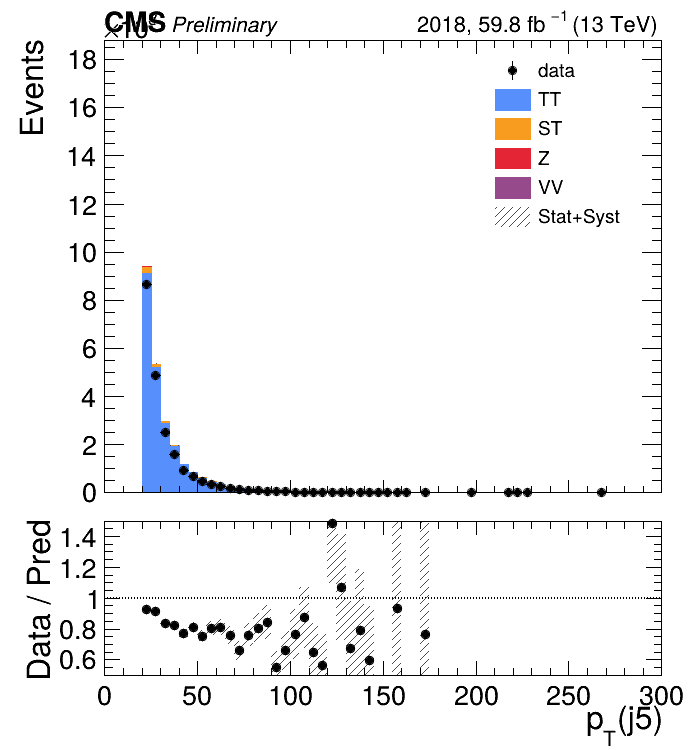 CMS Preliminary 2018, 59.8 fb⁻¹ (13 TeV)
Events
18
16
14
12
10
8
6
4
2
0
data
TT
ST
Z
VV
Stat+Syst
Data / Pred
1.4
1.2
1
0.8
0.6
0 50 100 150 200 250 300
p_T(j5)